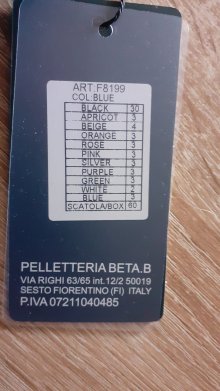 ART:F8199
COL:BLUE
BLACK 30
APRICOT 3
BEIGE 4
ORANGE 3
ROSE 3
PINK 3
SILVER 3
PURPLE 3
GREEN 3
WHITE 2
BLUE 3
SCATOLA/BOX 60
PELLETTERIA BETA.B
VIA RIGHI 63/65 int.12/2 50019
SESTO FIORENTINO (FI) ITALY
P.IVA 07211040485